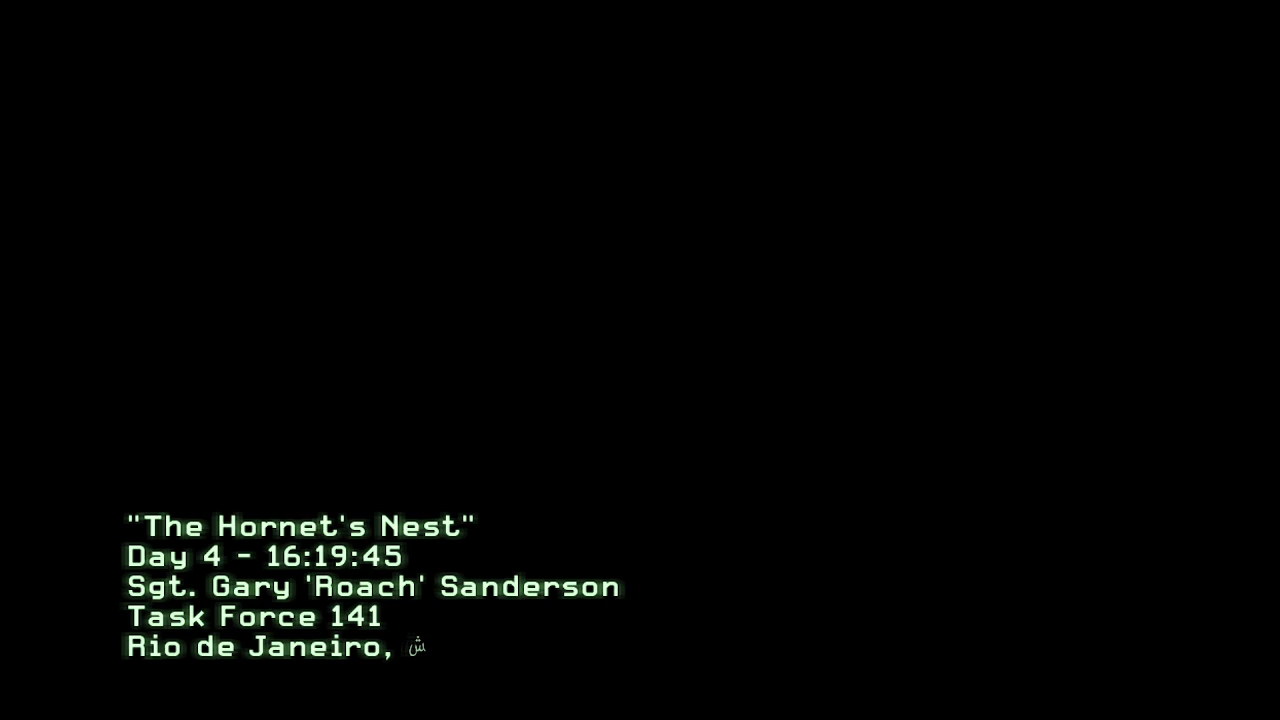 "The Hornet's Nest"
Day 4 - 16:19:45
Sgt. Gary 'Roach' Sanderson
Task Force 141
Rio de Janeiro, ش